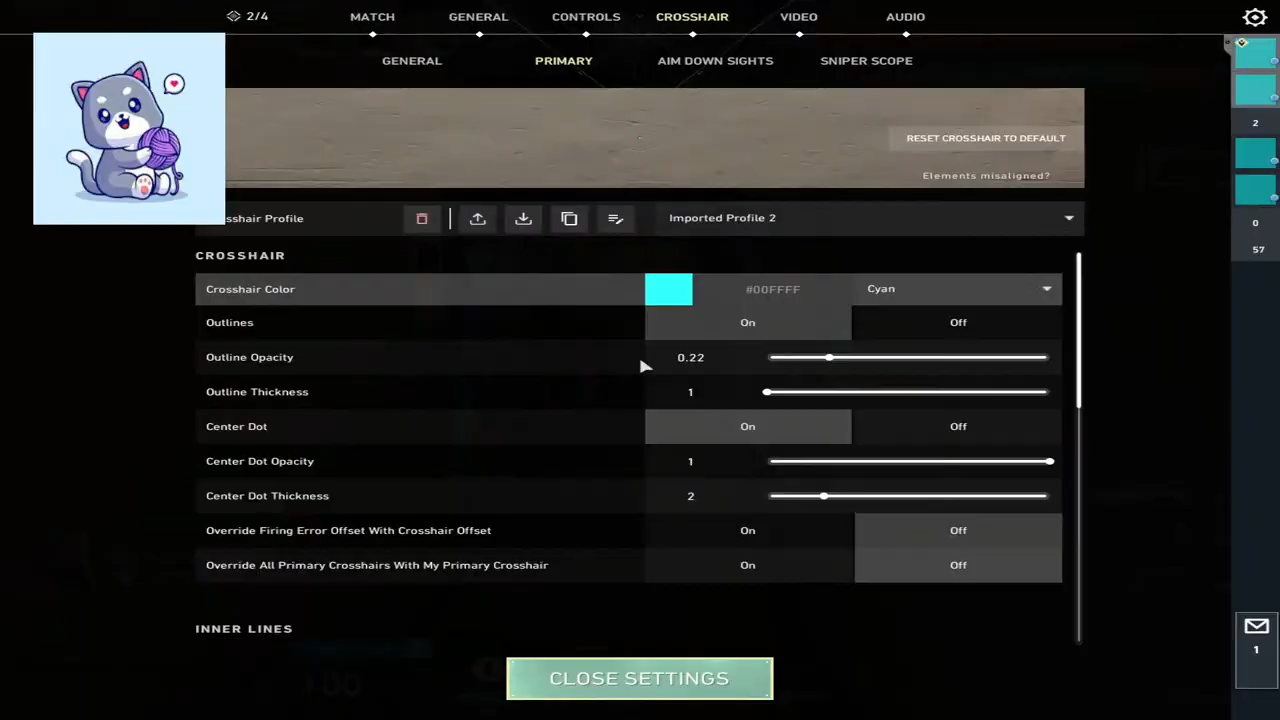 2/4 MATCH GENERAL CONTROLS CROSSHAIR VIDEO AUDIO
GENERAL PRIMARY AIM DOWN SIGHTS SNIPER SCOPE
RESET CROSSHAIR TO DEFAULT
Elements misaligned?
sshair Profile Imported Profile 2
CROSSHAIR
Crosshair Color #00FFFF Cyan
Outlines On Off
Outline Opacity 0.22
Outline Thickness 1
Center Dot On Off
Center Dot Opacity 1
Center Dot Thickness 2
Override Firing Error Offset With Crosshair Offset On Off
Override All Primary Crosshairs With My Primary Crosshair On Off
INNER LINES
CLOSE SETTINGS
2
0
57
1